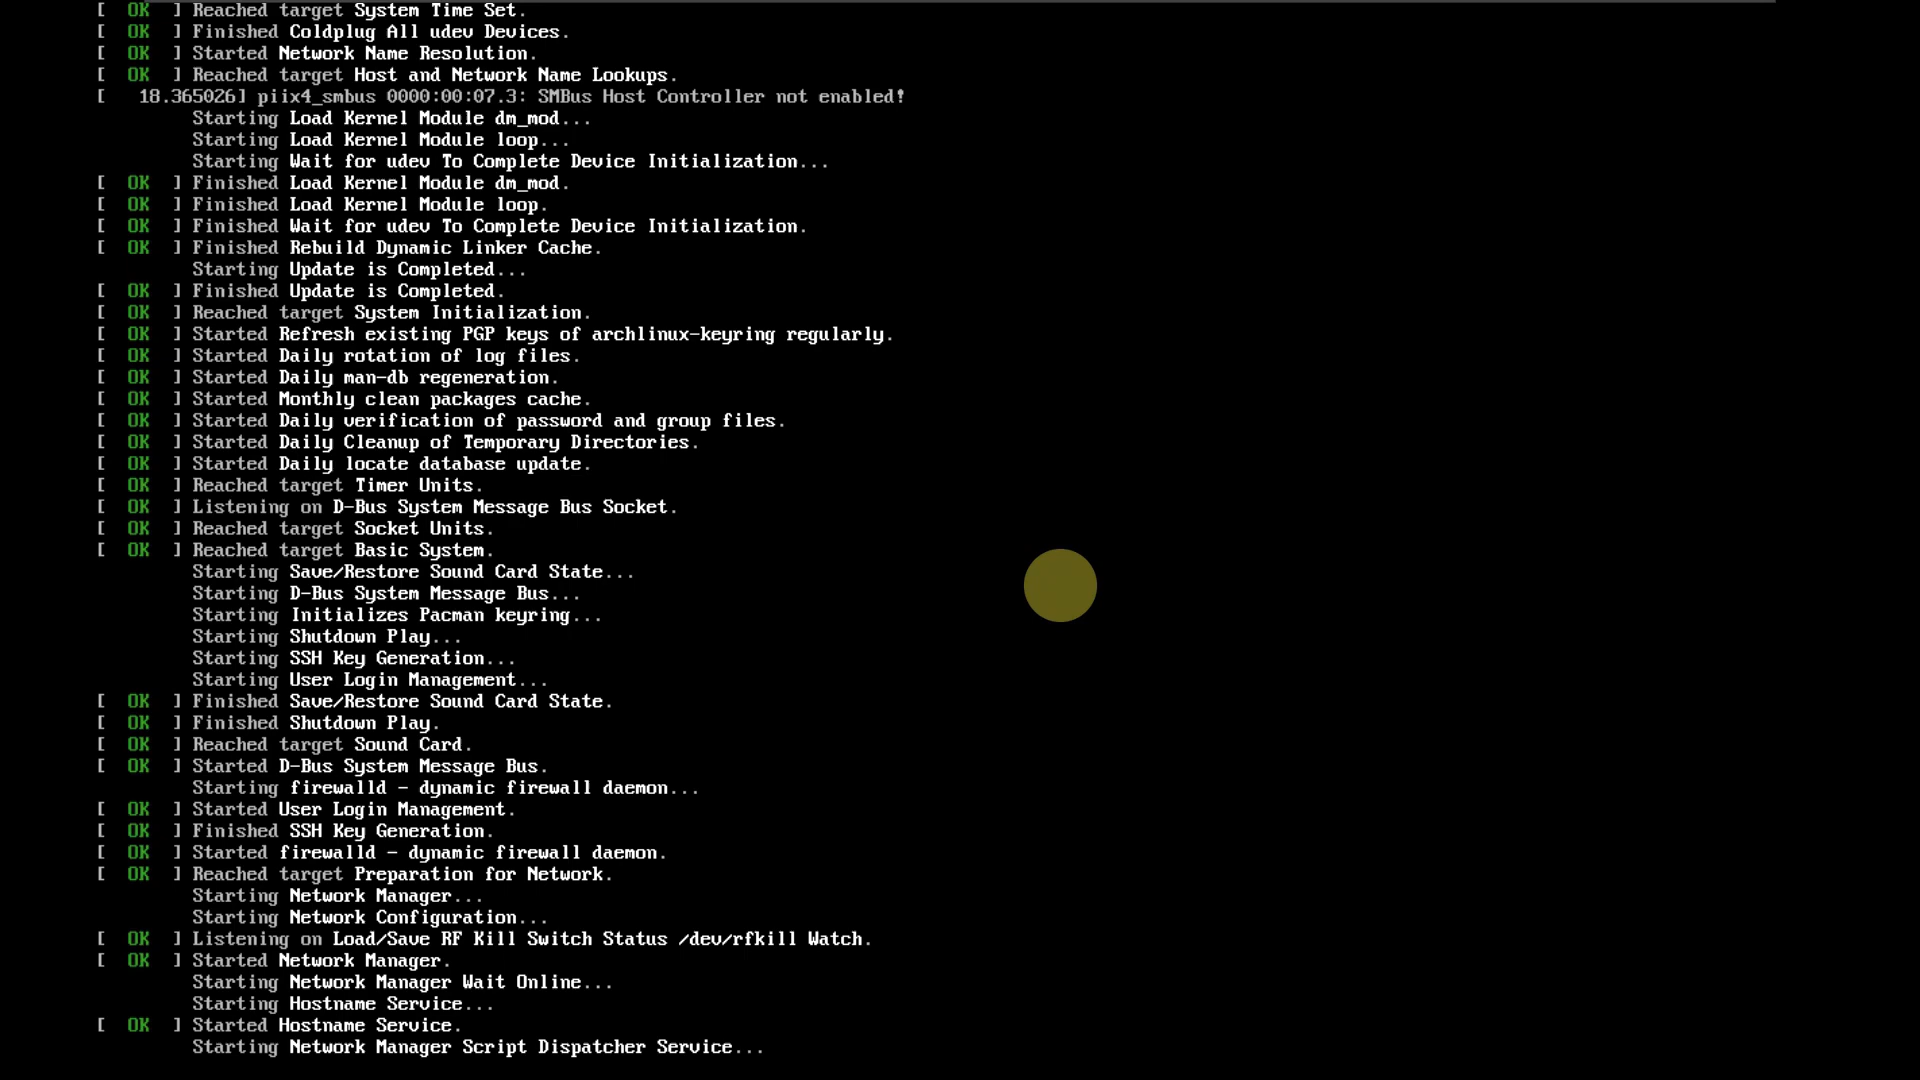 [  OK  ] Reached target System Time Set.
[  OK  ] Finished Coldplug All udev Devices.
[  OK  ] Started Network Name Resolution.
[  OK  ] Reached target Host and Network Name Lookups.
[   18.365026] piix4_smbus 0000:00:07.3: SMBus Host Controller not enabled!
Starting Load Kernel Module dm_mod...
Starting Load Kernel Module loop...
Starting Wait for udev To Complete Device Initialization...
[  OK  ] Finished Load Kernel Module dm_mod.
[  OK  ] Finished Load Kernel Module loop.
[  OK  ] Finished Wait for udev To Complete Device Initialization.
[  OK  ] Finished Rebuild Dynamic Linker Cache.
Starting Update is Completed...
[  OK  ] Finished Update is Completed.
[  OK  ] Reached target System Initialization.
[  OK  ] Started Refresh existing PGP keys of archlinux-keyring regularly.
[  OK  ] Started Daily rotation of log files.
[  OK  ] Started Daily man-db regeneration.
[  OK  ] Started Monthly clean packages cache.
[  OK  ] Started Daily verification of password and group files.
[  OK  ] Started Daily Cleanup of Temporary Directories.
[  OK  ] Started Daily locate database update.
[  OK  ] Reached target Timer Units.
[  OK  ] Listening on D-Bus System Message Bus Socket.
[  OK  ] Reached target Socket Units.
[  OK  ] Reached target Basic System.
Starting Save/Restore Sound Card State...
Starting D-Bus System Message Bus...
Starting Initializes Pacman keyring...
Starting Shutdown Play...
Starting SSH Key Generation...
Starting User Login Management...
[  OK  ] Finished Save/Restore Sound Card State.
[  OK  ] Finished Shutdown Play.
[  OK  ] Reached target Sound Card.
[  OK  ] Started D-Bus System Message Bus.
Starting firewalld - dynamic firewall daemon...
[  OK  ] Started User Login Management.
[  OK  ] Finished SSH Key Generation.
[  OK  ] Started firewalld - dynamic firewall daemon.
[  OK  ] Reached target Preparation for Network.
Starting Network Manager...
Starting Network Configuration...
[  OK  ] Listening on Load/Save RF Kill Switch Status /dev/rfkill Watch.
[  OK  ] Started Network Manager.
Starting Network Manager Wait Online...
Starting Hostname Service...
[  OK  ] Started Hostname Service.
Starting Network Manager Script Dispatcher Service...